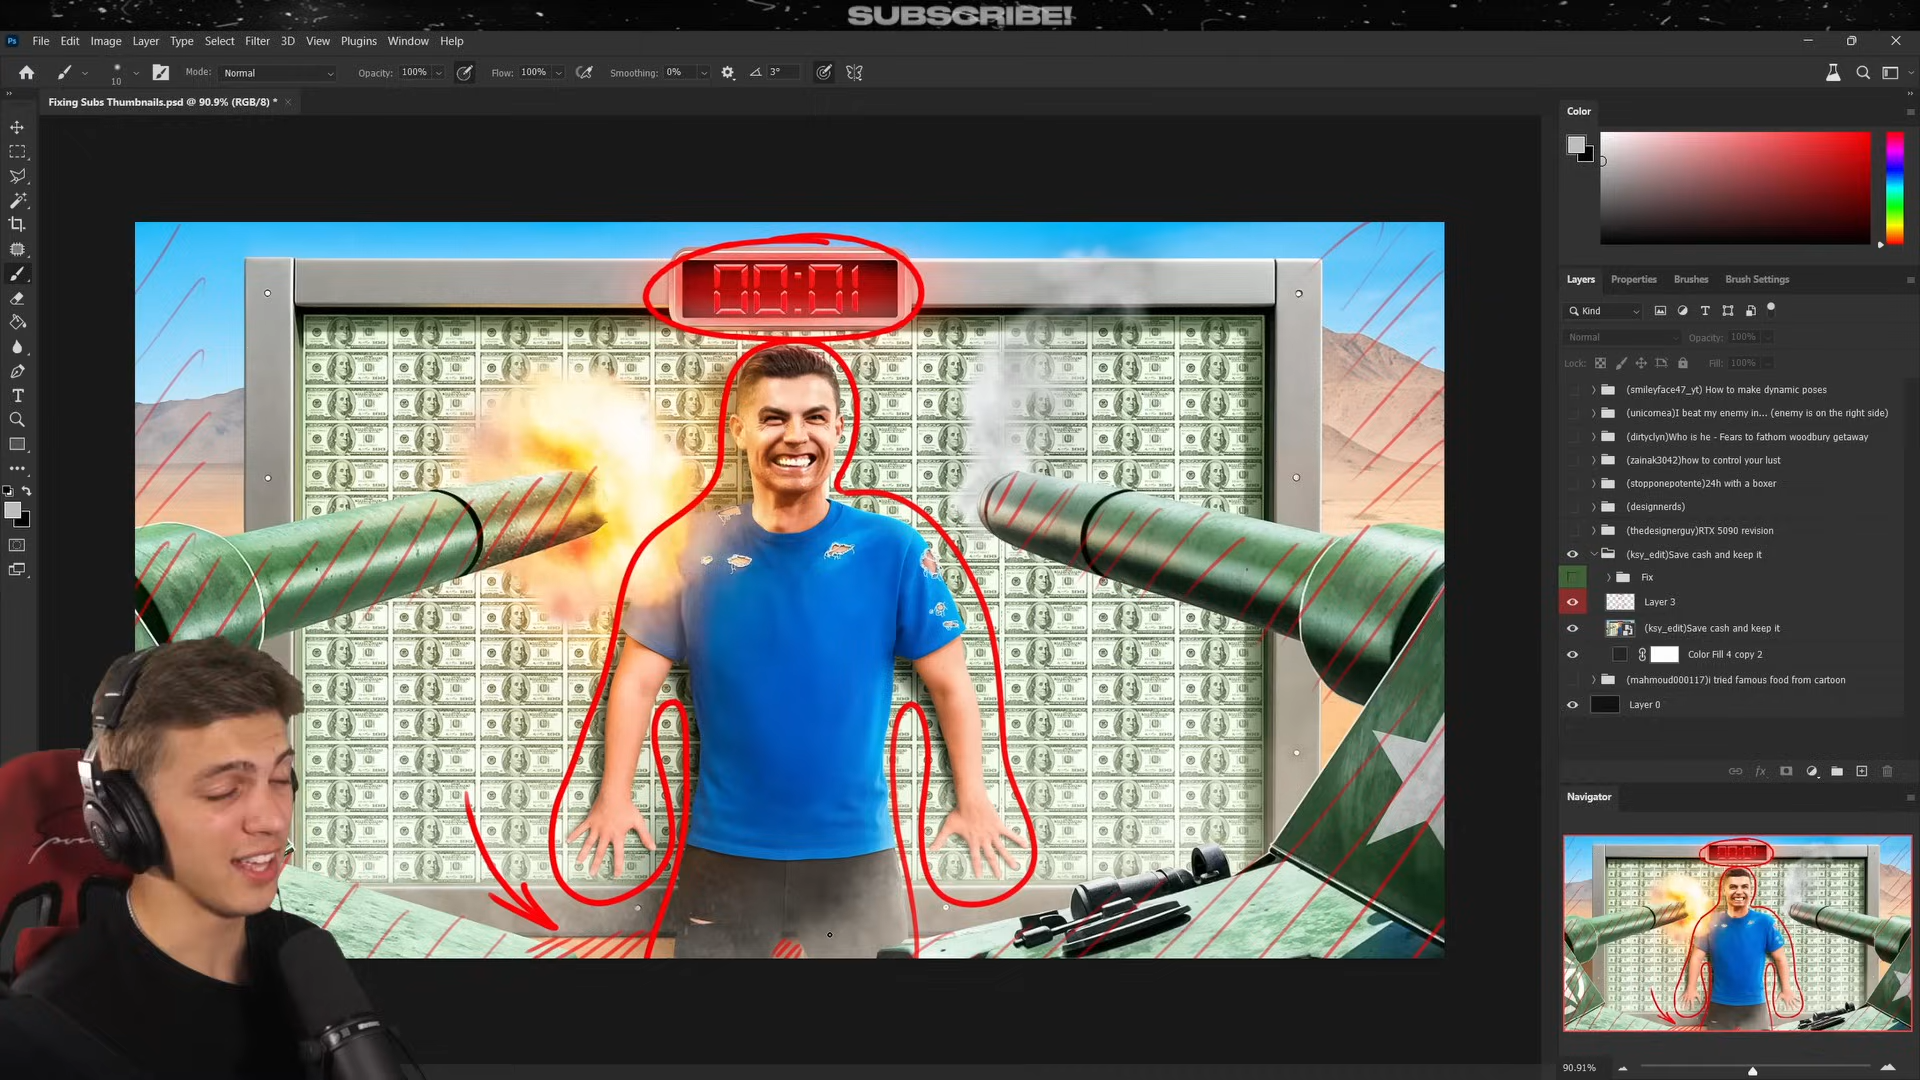 SUBSCRIBE!
Ps File Edit Image Layer Type Select Filter 3D View Plugins Window Help
10 Mode: Normal Opacity: 100% Flow: 100% Smoothing: 0% 3°
Fixing Subs Thumbnails.psd @ 90.9% (RGB/8) *
Color
00:01
Layers Properties Brushes Brush Settings
Kind
Normal Opacity: 100%
Lock: Fill: 100%
(smileyface47_yt) How to make dynamic poses
(unicornea)I beat my enemy in... (enemy is on the right side)
(dirtyclyn)Who is he - Fears to fathom woodbury getaway
(zainak3042)how to control your lust
(stopponepotente)24h with a boxer
(designnerds)
(thedesignerguy)RTX 5090 revision
(ksy_edit)Save cash and keep it
Fix
Layer 3
(ksy_edit)Save cash and keep it
Color Fill 4 copy 2
(mahmoud000117)i tried famous food from cartoon
Layer 0
fx
Navigator
90.91%